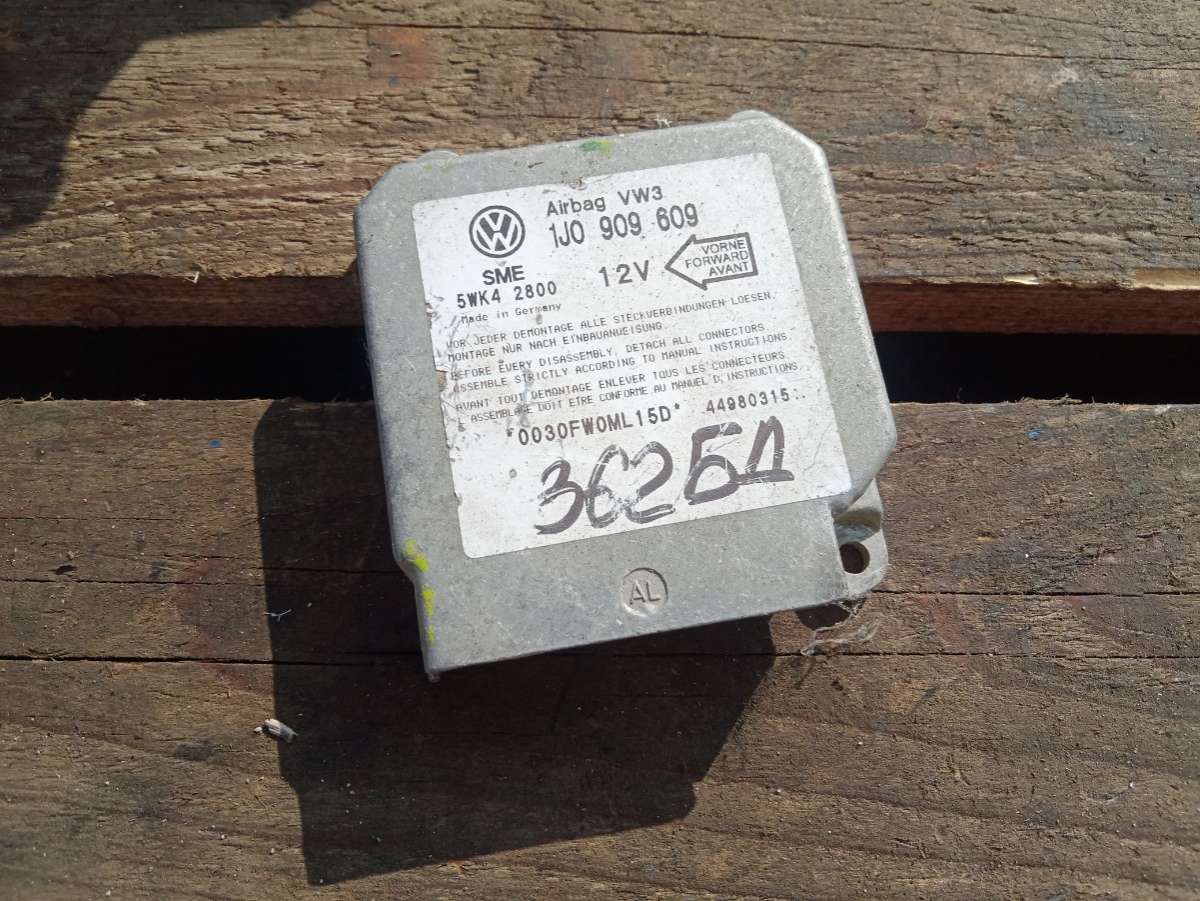 Airbag VW3
1J0 909 609
SME
12V
VORNE
FORWARD
AVANT
5WK4 2800
Made in Germany
VOR JEDER DEMONTAGE ALLE STECKVERBINDUNGEN LOESEN.
MONTAGE NUR NACH EINBAUANWEISUNG.
BEFORE EVERY DISASSEMBLY, DETACH ALL CONNECTORS.
ASSEMBLE STRICTLY ACCORDING TO MANUAL INSTRUCTIONS.
AVANT TOUT DEMONTAGE ENLEVER TOUS LES CONNECTEURS.
L ASSEMBLAGE DOIT ETRE CONFORME AU MANUEL D, INSTRUCTIONS.
*0030FW0ML15D* 44980315
362БД
AL